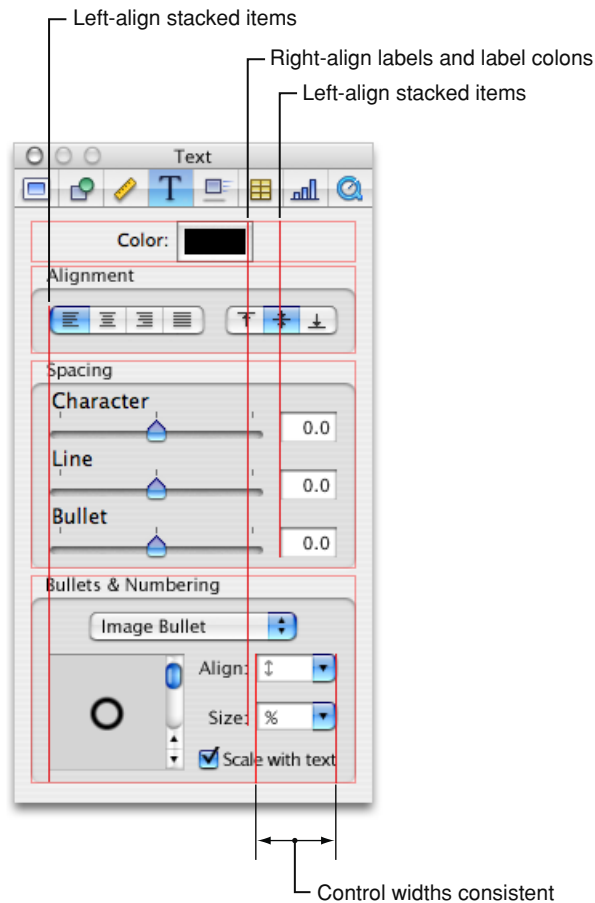 Left-align stacked items
Right-align labels and label colons
Left-align stacked items
Text
T
Color:
Alignment
Spacing
Character
0.0
Line
0.0
Bullet
0.0
Bullets & Numbering
Image Bullet
Align:
Size: %
Scale with text
Control widths consistent